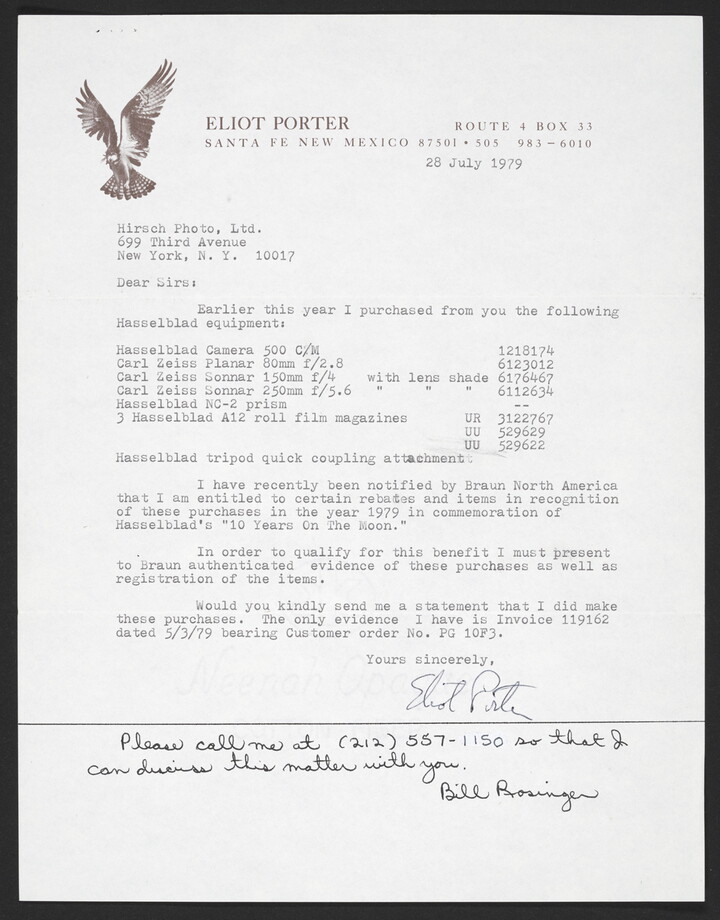 ELIOT PORTER
ROUTE 4 BOX 33
SANTA FE NEW MEXICO 87501 • 505 983-6010
28 July 1979
Hirsch Photo, Ltd.
699 Third Avenue
New York, N. Y. 10017
Dear Sirs:
Earlier this year I purchased from you the following
Hasselblad equipment:
Hasselblad Camera 500 C/M 1218174
Carl Zeiss Planar 80mm f/2.8 6123012
Carl Zeiss Sonnar 150mm f/4 with lens shade 6176467
Carl Zeiss Sonnar 250mm f/5.6 " " " 6112634
Hasselblad NC-2 prism --
3 Hasselblad A12 roll film magazines UR 3122767
UU 529629
UU 529622
Hasselblad tripod quick coupling attachment
I have recently been notified by Braun North America
that I am entitled to certain rebates and items in recognition
of these purchases in the year 1979 in commemoration of
Hasselblad's "10 Years On The Moon."
In order to qualify for this benefit I must present
to Braun authenticated evidence of these purchases as well as
registration of the items.
Would you kindly send me a statement that I did make
these purchases. The only evidence I have is Invoice 119162
dated 5/3/79 bearing Customer order No. PG 10F3.
Yours sincerely,
Eliot Porter
Please call me at (212) 557-1150 so that I
can discuss this matter with you.
Bill Rosinger